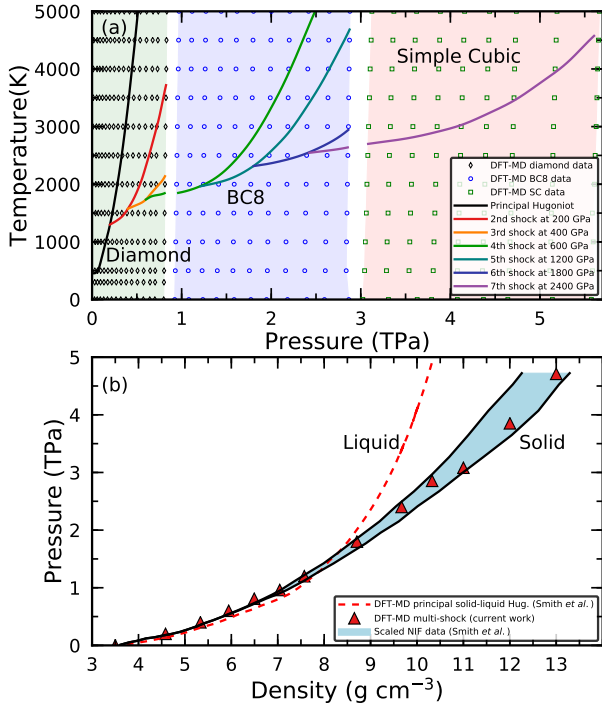 (a)
5000
4000
3000
2000
1000
0
Temperature(K)
Simple Cubic
BC8
Diamond
DFT-MD diamond data
DFT-MD BC8 data
DFT-MD SC data
Principal Hugoniot
2nd shock at 200 GPa
3rd shock at 400 GPa
4th shock at 600 GPa
5th shock at 1200 GPa
6th shock at 1800 GPa
7th shock at 2400 GPa
0 1 2 3 4 5
Pressure (TPa)
(b)
5
4
3
2
1
0
Pressure (TPa)
Liquid
Solid
DFT-MD principal solid-liquid Hug. (Smith et al.)
DFT-MD multi-shock (current work)
Scaled NIF data (Smith et al.)
3 4 5 6 7 8 9 10 11 12 13
Density (g cm⁻³)